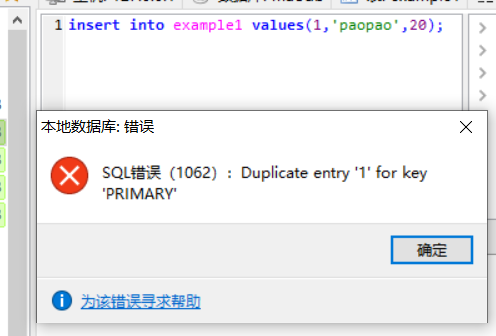 1 insert into example1 values(1,'paopao',20);
本地数据库: 错误
SQL错误（1062）: Duplicate entry '1' for key
'PRIMARY'
确定
为该错误寻求帮助